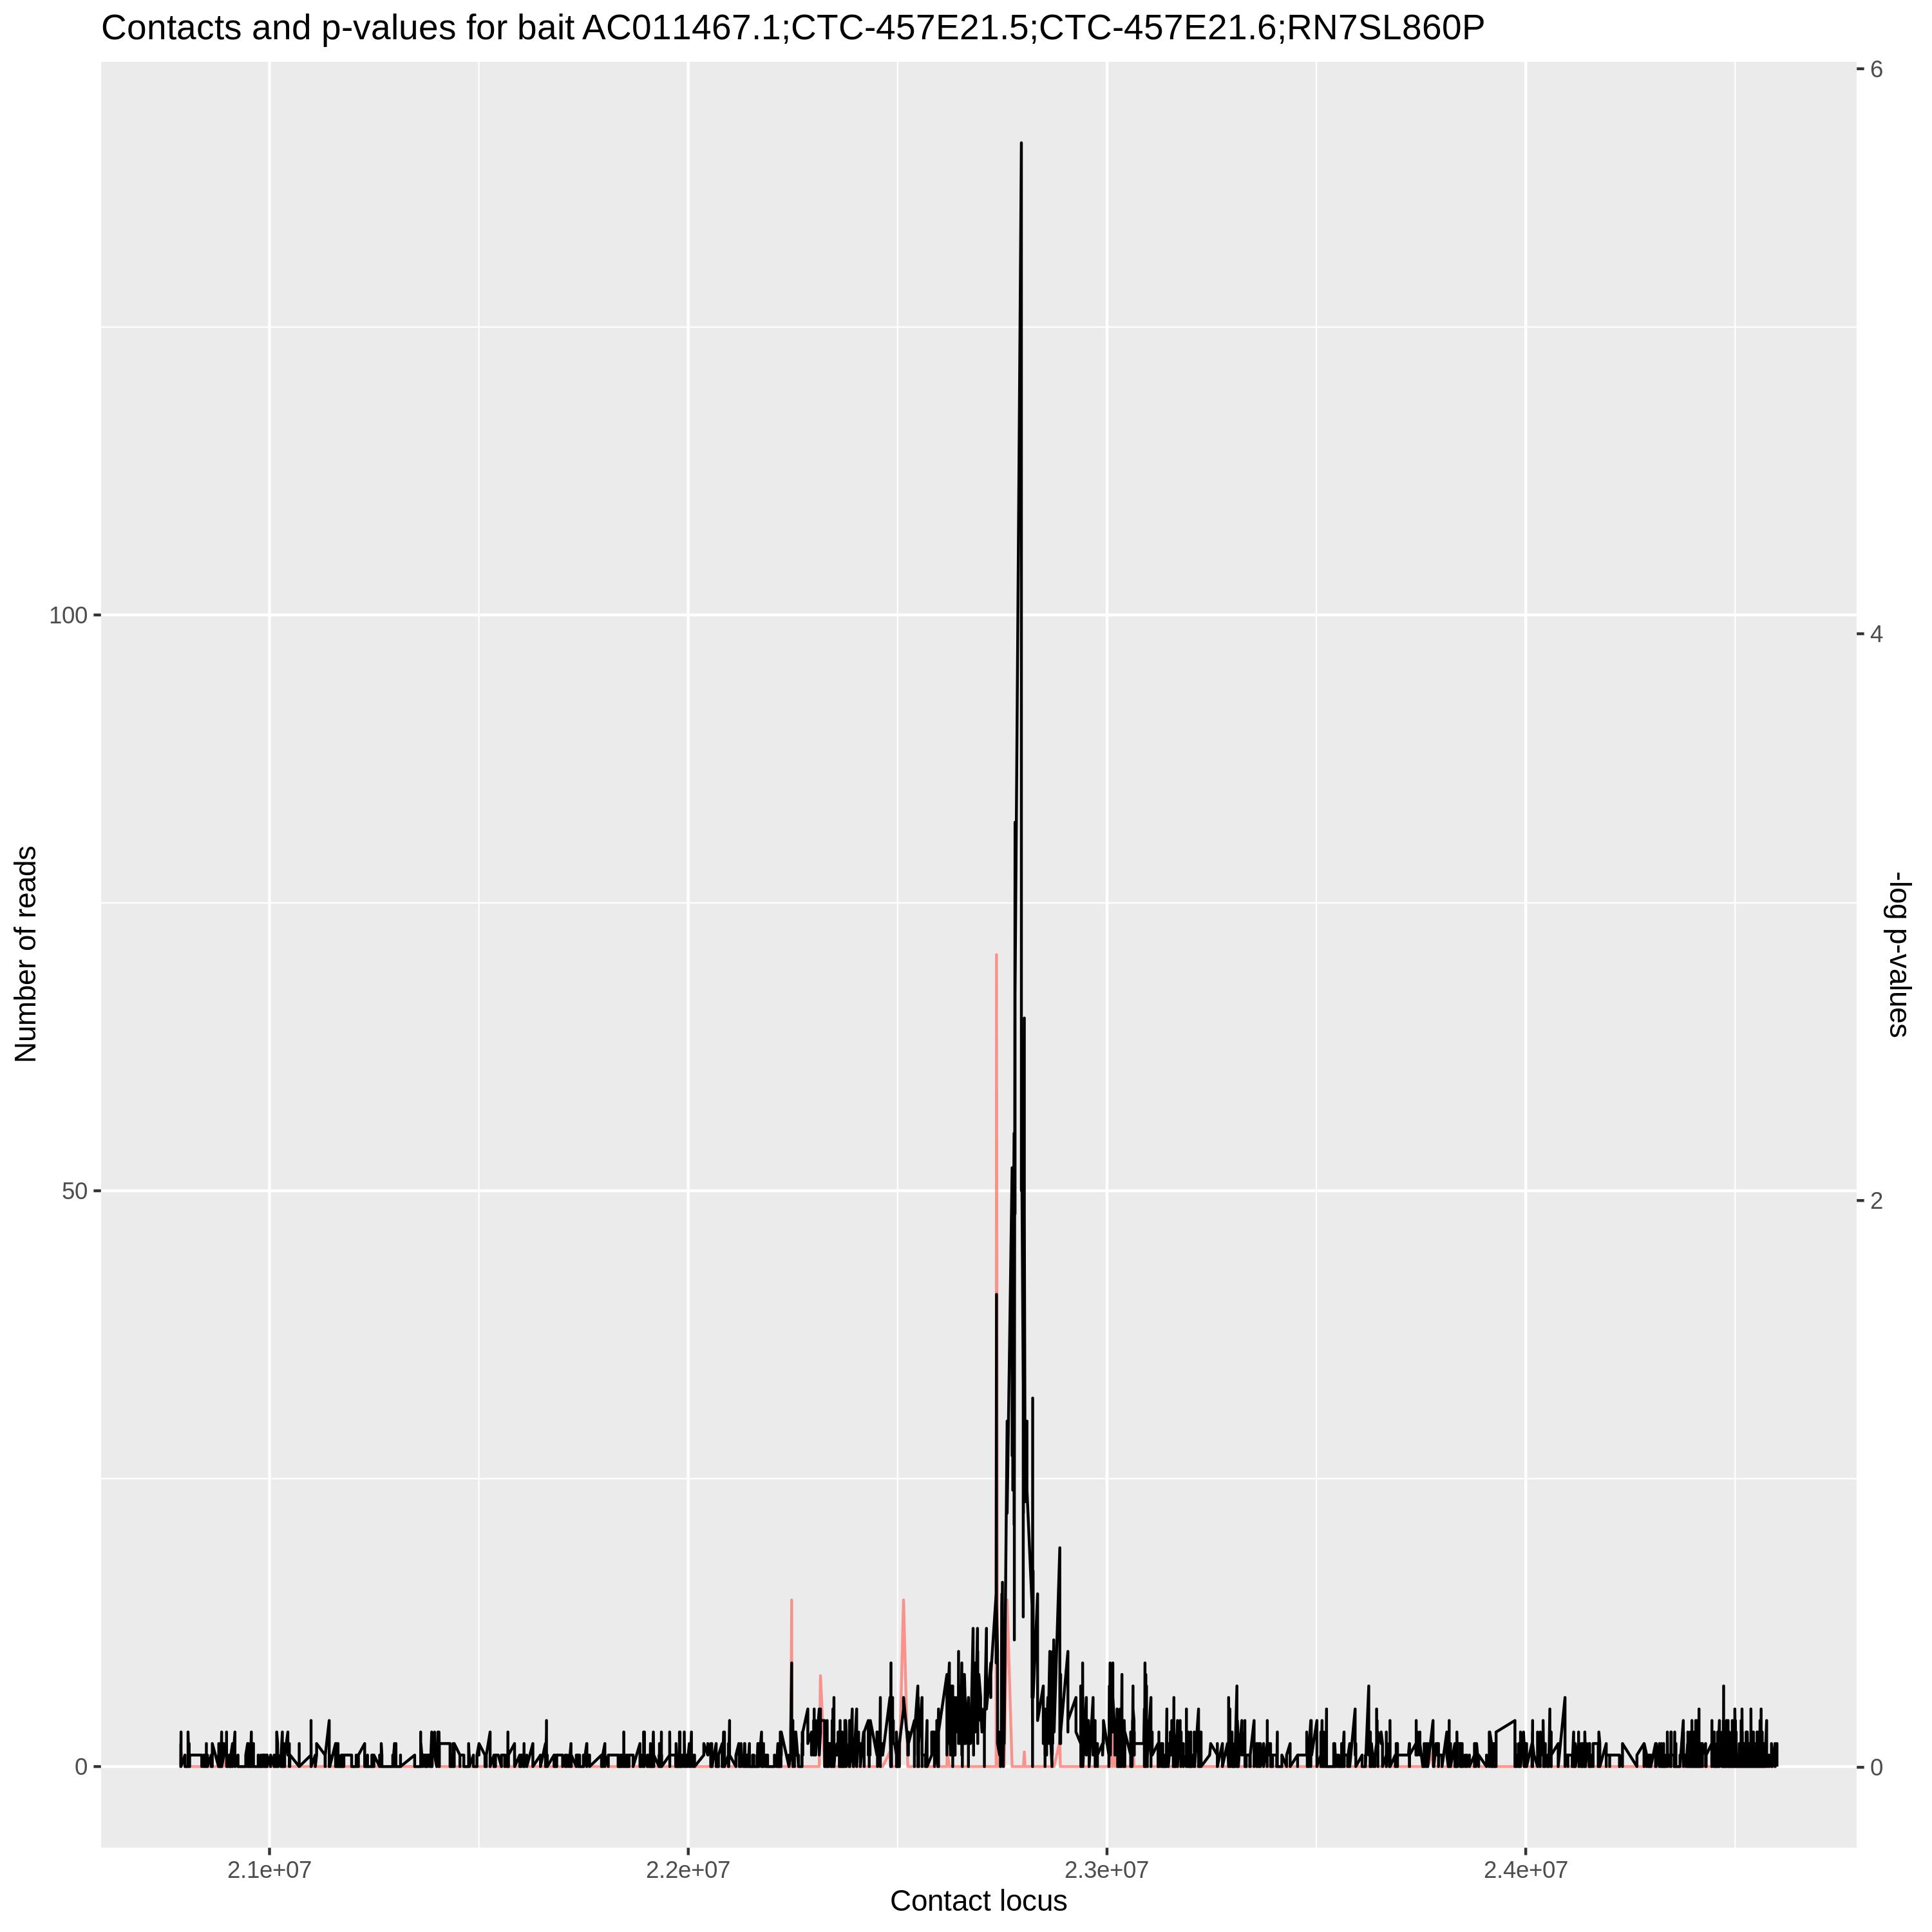 Contacts and p-values for bait AC011467.1;CTC-457E21.5;CTC-457E21.6;RN7SL860P
Number of reads
100
50
0
6
4
2
0
-log p-values
2.1e+07
2.2e+07
2.3e+07
2.4e+07
Contact locus